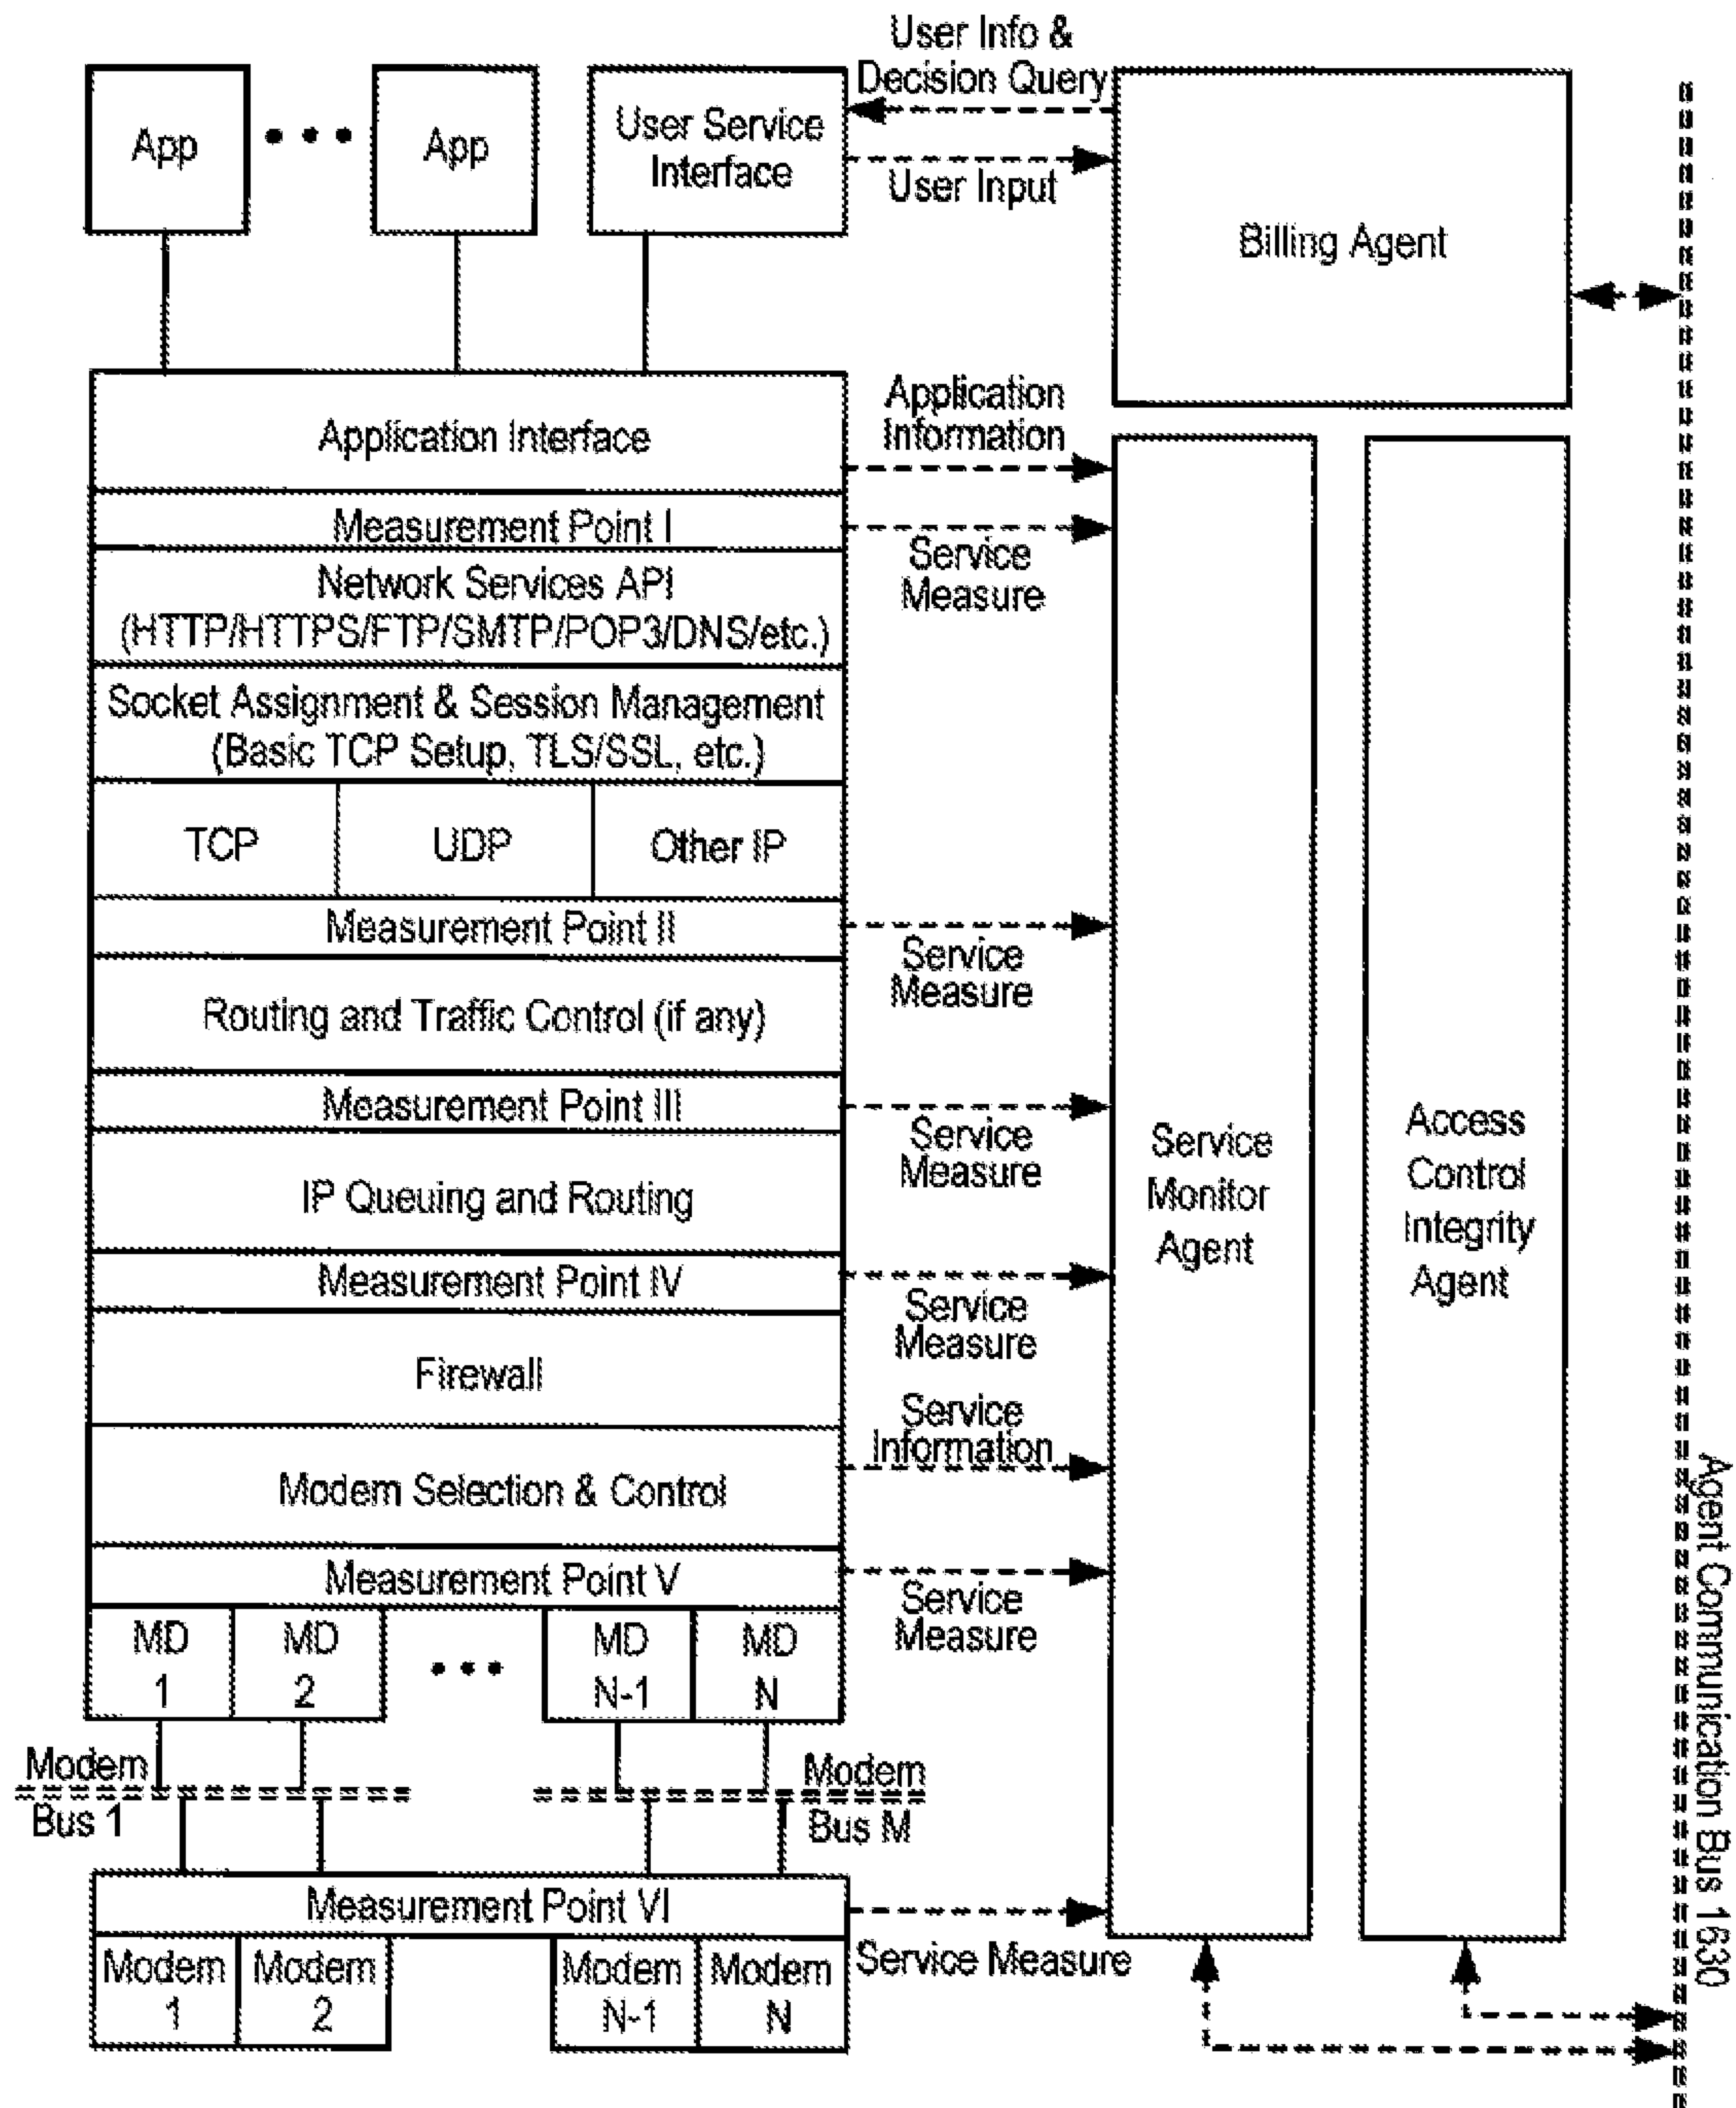 User Info &
Decision Query
App
App
User Service
Interface
User Input
Billing Agent
Application Interface
Application
Information
Measurement Point I
Service
Measure
Network Services API
(HTTP/HTTPS/FTP/SMTP/POP3/DNS/etc.)
Socket Assignment & Session Management
(Basic TCP Setup, TLS/SSL, etc.)
TCP
UDP
Other IP
Measurement Point II
Service
Measure
Routing and Traffic Control (if any)
Measurement Point III
Service
Measure
IP Queuing and Routing
Measurement Point IV
Service
Measure
Firewall
Service
Information
Modem Selection & Control
Measurement Point V
Service
Measure
MD
1
MD
2
MD
N-1
MD
N
Modem
Bus 1
Modem
Bus M
Measurement Point VI
Service Measure
Modem
1
Modem
2
Modem
N-1
Modem
N
Service
Monitor
Agent
Access
Control
Integrity
Agent
Agent Communication Bus 1630